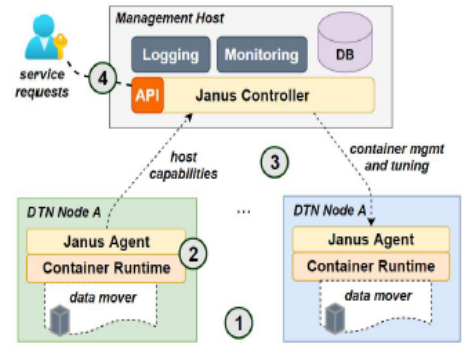 Management Host
Logging
Monitoring
DB
service
requests
4
API
Janus Controller
host
capabilities
3
container mgmt
and tuning
DTN Node A
...
DTN Node A
Janus Agent
Container Runtime
2
data mover
Janus Agent
Container Runtime
data mover
1